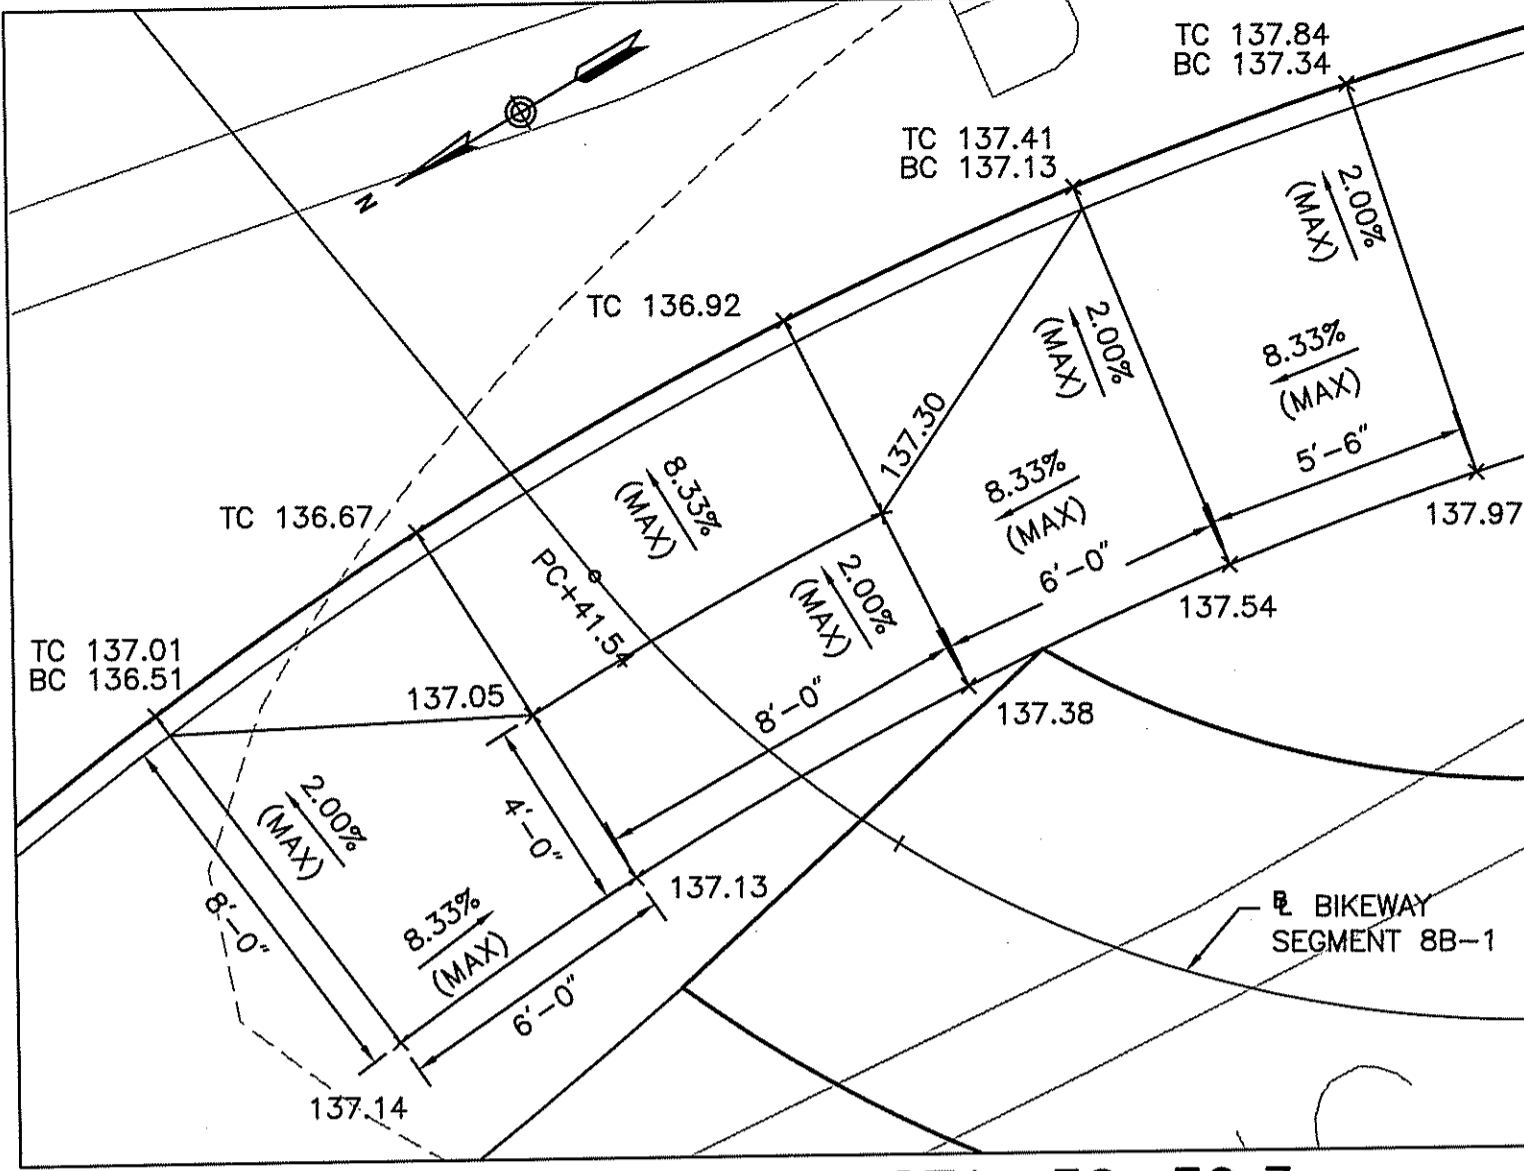 TC 137.84
BC 137.34
TC 137.41
BC 137.13
N
2.00%
(MAX)
TC 136.92
2.00%
(MAX)
8.33%
(MAX)
137.30
5'-6"
8.33%
(MAX)
8.33%
(MAX)
137.97
TC 136.67
PC+41.54
2.00%
(MAX)
6'-0"
137.54
TC 137.01
BC 136.51
137.05
8'-0"
137.38
2.00%
(MAX)
4'-0"
137.13
8'-0"
8.33%
(MAX)
BIKEWAY
SEGMENT 8B-1
6'-0"
137.14